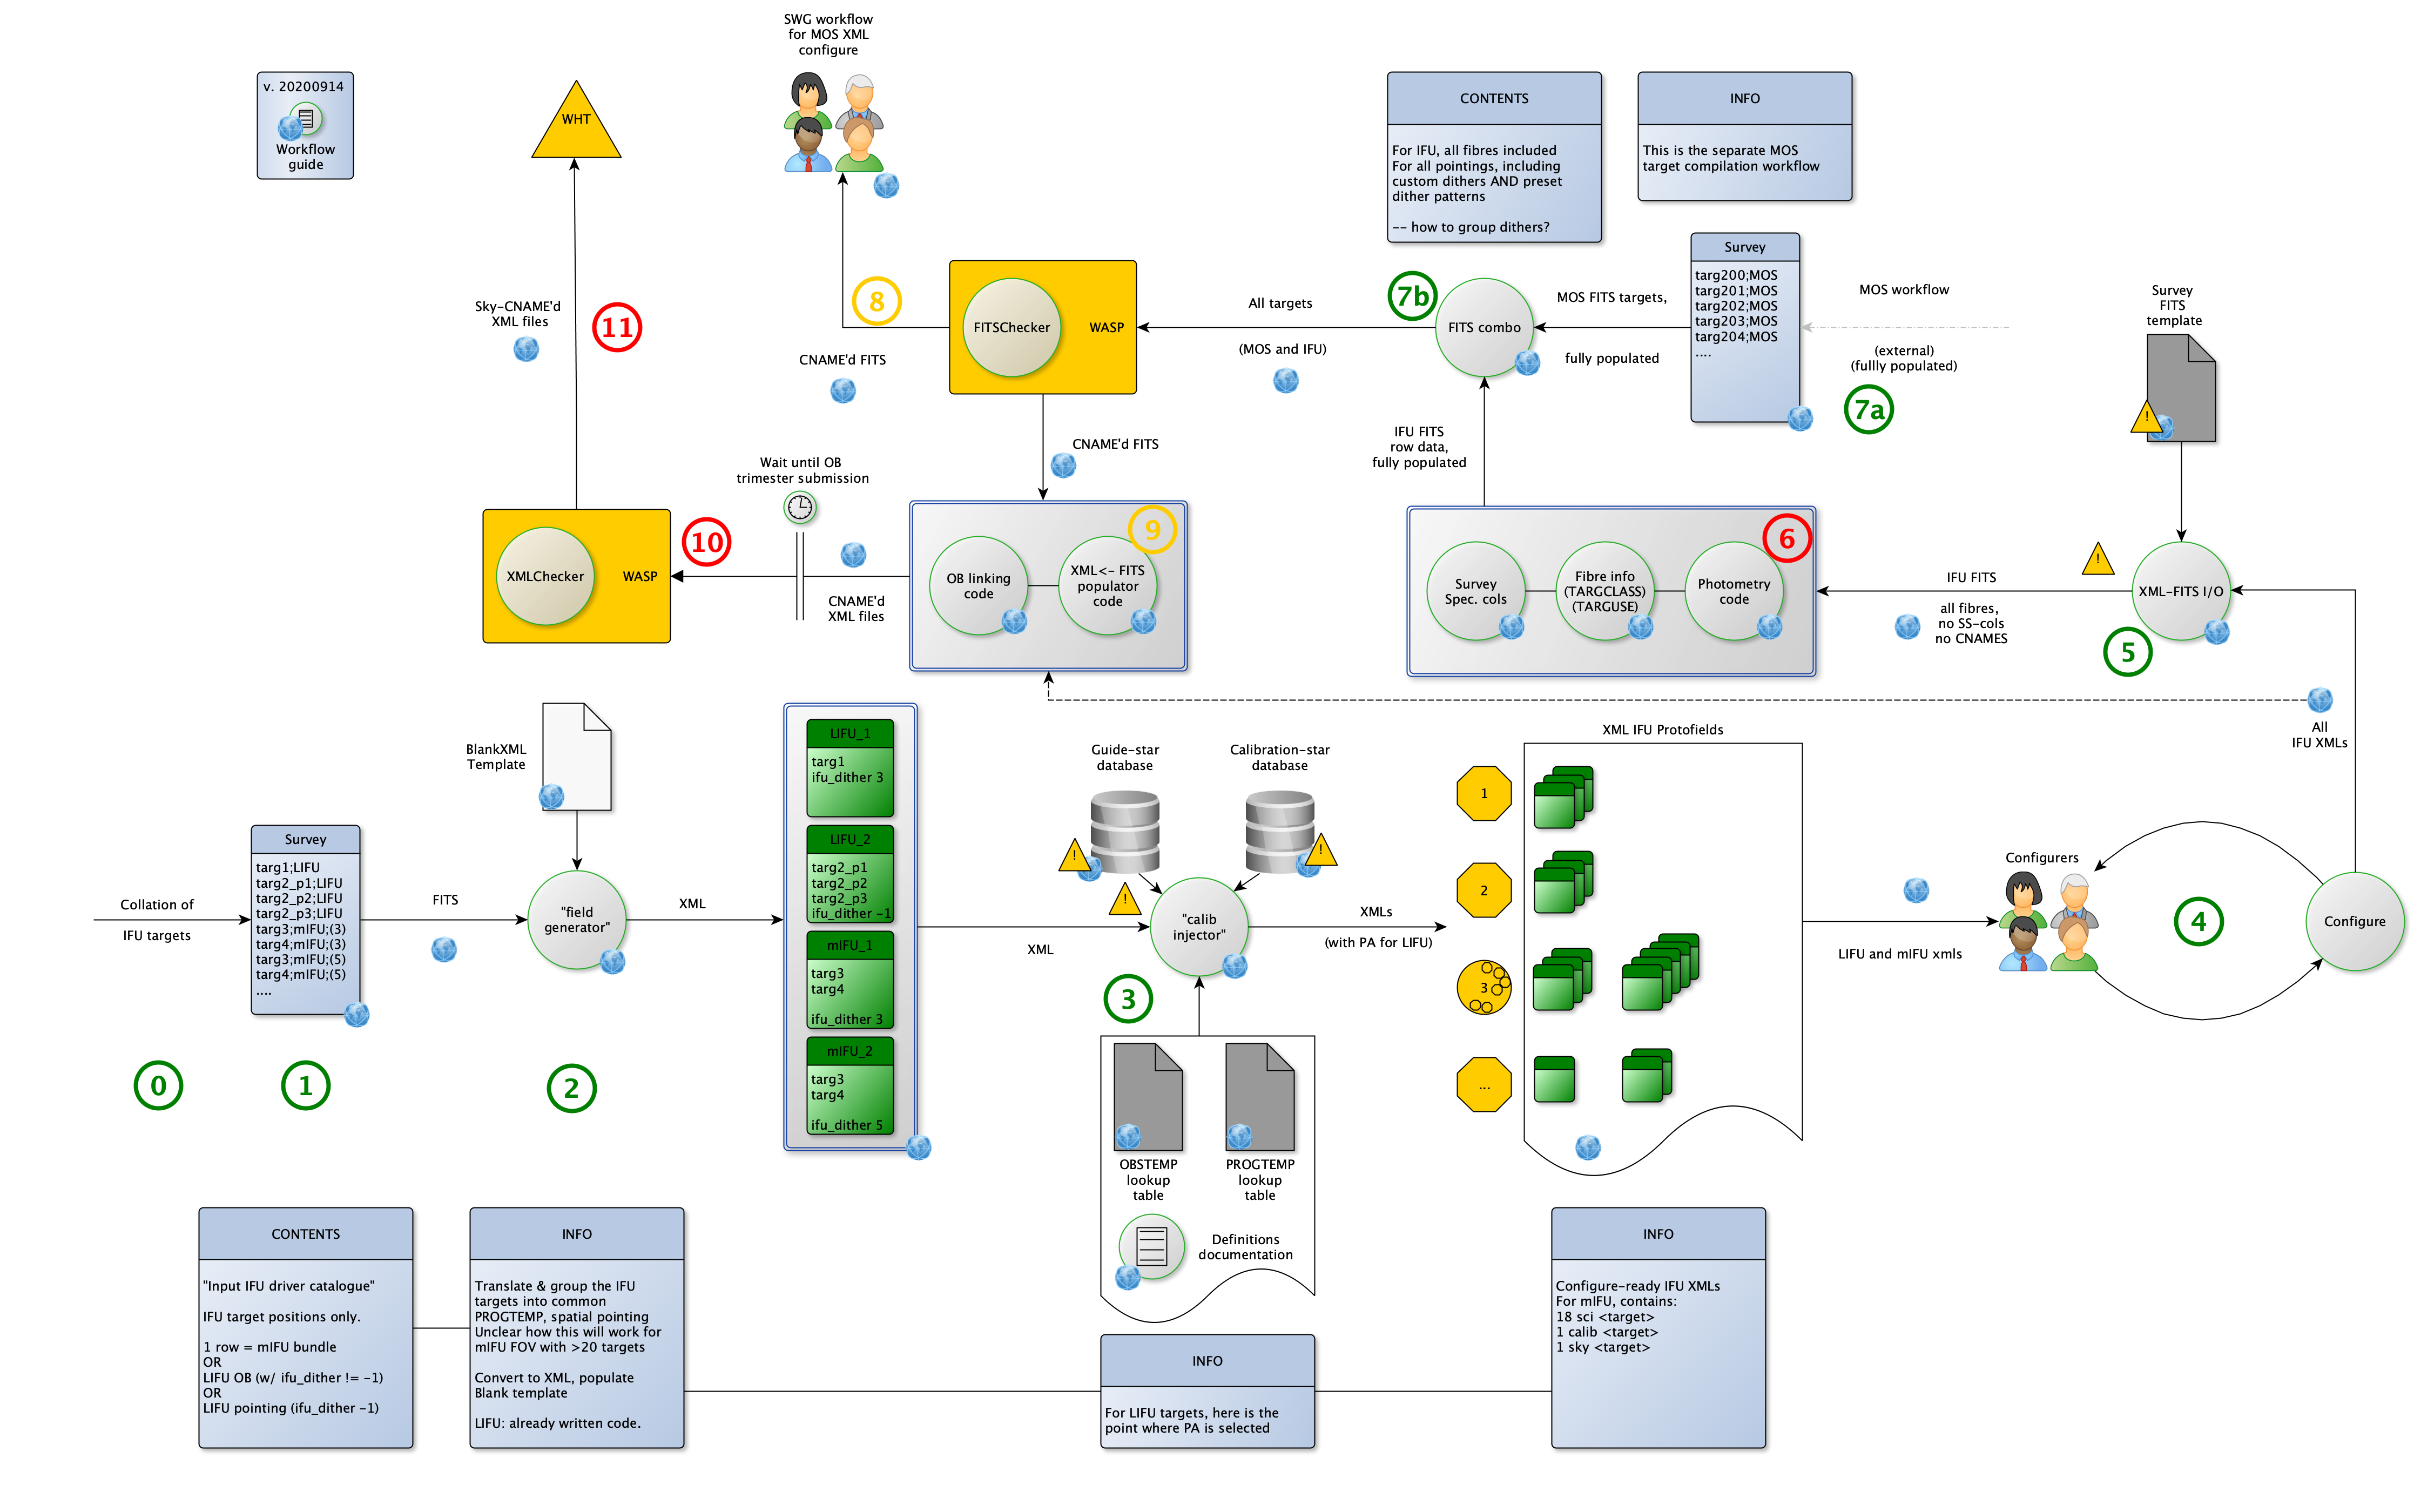 SWG workflow
for MOS XML
configure
v. 20200914
Workflow
guide
WHT
CONTENTS
For IFU, all fibres included
For all pointings, including
custom dithers AND preset
dither patterns
-- how to group dithers?
INFO
This is the separate MOS
target compilation workflow
Sky-CNAME'd
XML files
11
8
CNAME'd FITS
FITSChecker
WASP
All targets
(MOS and IFU)
7b
FITS combo
MOS FITS targets,
fully populated
Survey
targ200;MOS
targ201;MOS
targ202;MOS
targ203;MOS
targ204;MOS
....
MOS workflow
(external)
(fullly populated)
7a
Survey
FITS
template
!
CNAME'd FITS
IFU FITS
row data,
fully populated
Wait until OB
trimester submission
XMLChecker
WASP
10
CNAME'd
XML files
OB linking
code
XML<- FITS
populator
code
9
Survey
Spec. cols
Fibre info
(TARGCLASS)
(TARGUSE)
Photometry
code
6
IFU FITS
all fibres,
no SS-cols
no CNAMES
!
XML-FITS I/O
5
All
IFU XMLs
BlankXML
Template
Survey
targ1;LIFU
targ2_p1;LIFU
targ2_p2;LIFU
targ2_p3;LIFU
targ3;mIFU;(3)
targ4;mIFU;(3)
targ3;mIFU;(5)
targ4;mIFU;(5)
....
Collation of
IFU targets
FITS
"field
generator"
XML
0
1
2
LIFU_1
targ1
ifu_dither 3
LIFU_2
targ2_p1
targ2_p2
targ2_p3
ifu_dither -1
mIFU_1
targ3
targ4
ifu_dither 3
mIFU_2
targ3
targ4
ifu_dither 5
XML
Guide-star
database
Calibration-star
database
!
!
!
"calib
injector"
3
XMLs
(with PA for LIFU)
OBSTEMP
lookup
table
PROGTEMP
lookup
table
Definitions
documentation
XML IFU Protofields
1
2
3
...
LIFU and mIFU xmls
Configurers
4
Configure
CONTENTS
"Input IFU driver catalogue"
IFU target positions only.
1 row = mIFU bundle
OR
LIFU OB (w/ ifu_dither != -1)
OR
LIFU pointing (ifu_dither -1)
INFO
Translate & group the IFU
targets into common
PROGTEMP, spatial pointing
Unclear how this will work for
mIFU FOV with >20 targets
Convert to XML, populate
Blank template
LIFU: already written code.
INFO
For LIFU targets, here is the
point where PA is selected
INFO
Configure-ready IFU XMLs
For mIFU, contains:
18 sci <target>
1 calib <target>
1 sky <target>